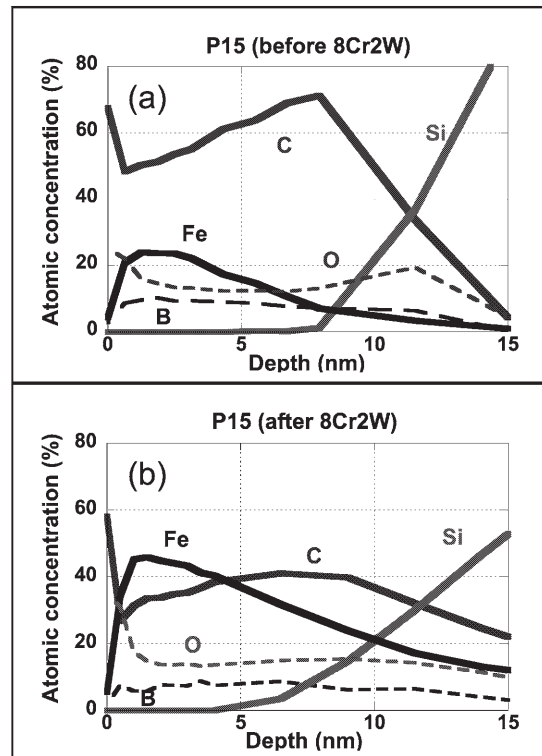 P15 (before 8Cr2W)
(a)
Atomic concentration (%)
80
60
40
20
0
C
Si
Fe
O
B
0
5
10
15
Depth (nm)
P15 (after 8Cr2W)
(b)
Atomic concentration (%)
80
60
40
20
0
Fe
C
Si
O
B
0
5
10
15
Depth (nm)